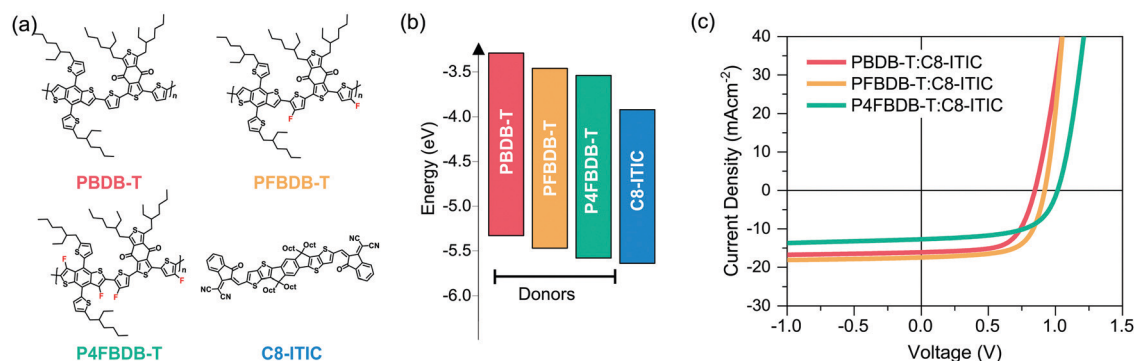 (a)
S
S
S
O
O
S
S
S
S
S
n
S
PBDB-T
S
S
O
O
S
S
S
S
S
F
F
n
S
PFBDB-T
F
S
S
O
O
S
S
S
S
F
F
S
F
n
S
P4FBDB-T
NC
CN
O
Oct
Oct
S
S
S
S
Oct
Oct
O
NC
CN
C8-ITIC
(b)
Energy (eV)
-3.5
-4.0
-4.5
-5.0
-5.5
-6.0
PBDB-T
PFBDB-T
P4FBDB-T
C8-ITIC
Donors
(c)
Current Density (mAcm⁻²)
40
30
20
10
0
-10
-20
-30
PBDB-T:C8-ITIC
PFBDB-T:C8-ITIC
P4FBDB-T:C8-ITIC
-1.0
-0.5
0.0
0.5
1.0
1.5
Voltage (V)